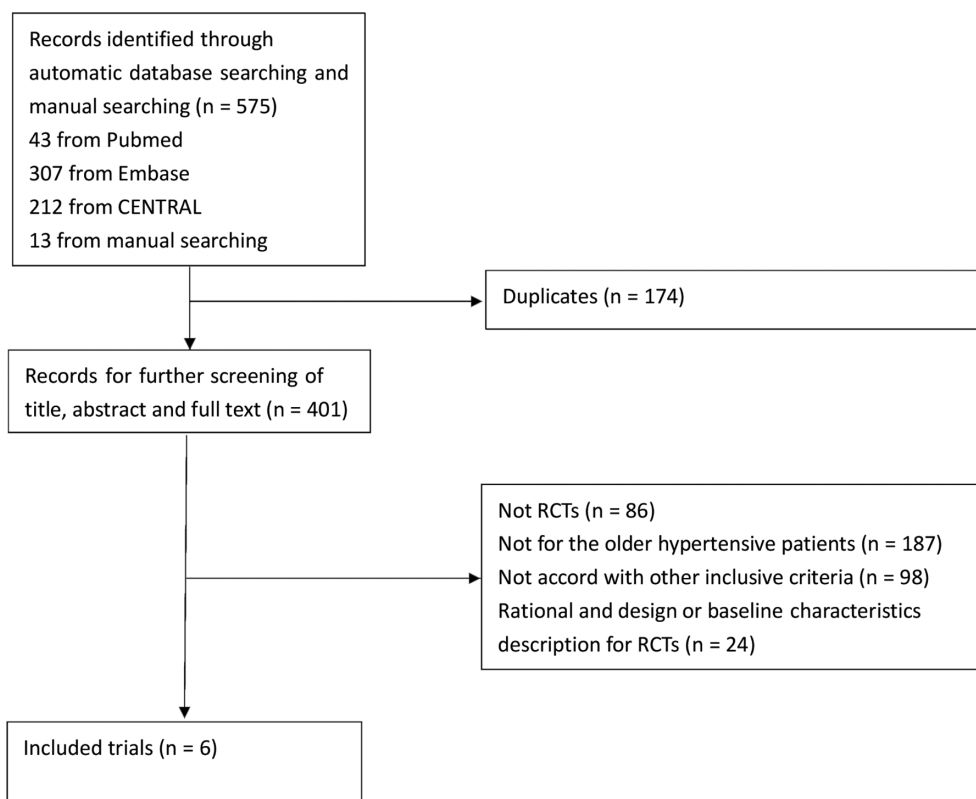 Records identified through
automatic database searching and
manual searching (n = 575)
43 from Pubmed
307 from Embase
212 from CENTRAL
13 from manual searching
Duplicates (n = 174)
Records for further screening of
title, abstract and full text (n = 401)
Not RCTs (n = 86)
Not for the older hypertensive patients (n = 187)
Not accord with other inclusive criteria (n = 98)
Rational and design or baseline characteristics
description for RCTs (n = 24)
Included trials (n = 6)